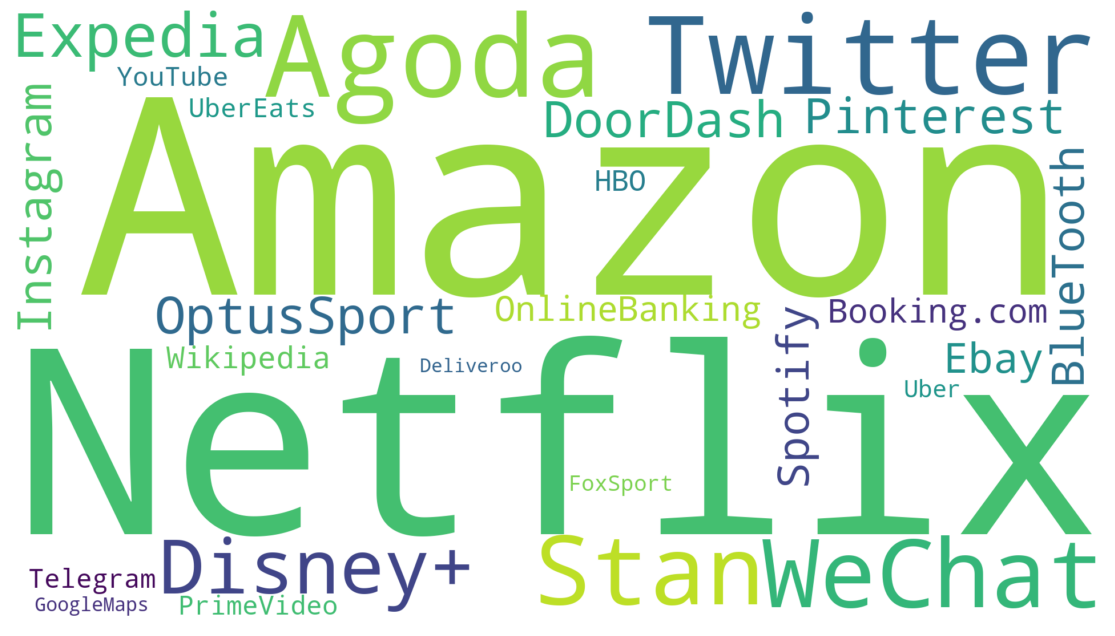 Expedia
Agoda
Twitter
YouTube
UberEats
DoorDash
Pinterest
Instagram
Amazon
HBO
BlueTooth
OptusSport
OnlineBanking
Booking.com
Wikipedia
Deliveroo
Spotify
Ebay
Uber
Netflix
FoxSport
Telegram
Disney+
Stan
WeChat
GoogleMaps
PrimeVideo